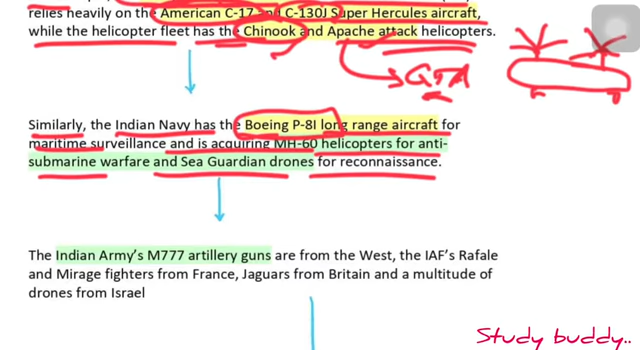 relies heavily on the American C-17 and C-130J Super Hercules aircraft,
while the helicopter fleet has the Chinook and Apache attack helicopters.
GTA
Similarly, the Indian Navy has the Boeing P-8I long range aircraft for
maritime surveillance and is acquiring MH-60 helicopters for anti-
submarine warfare and Sea Guardian drones for reconnaissance.
The Indian Army's M777 artillery guns are from the West, the IAF's Rafale
and Mirage fighters from France, Jaguars from Britain and a multitude of
drones from Israel
Study buddy..